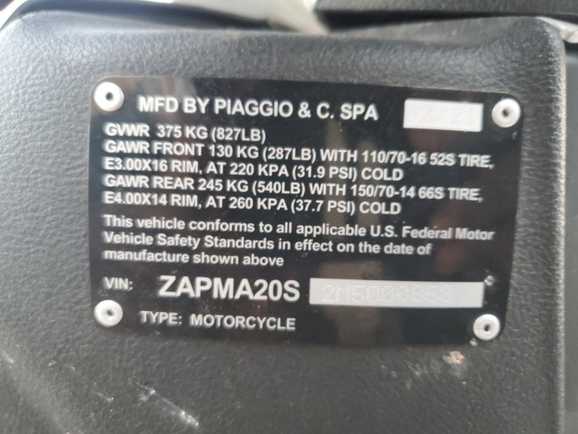 MFD BY PIAGGIO & C. SPA
GVWR 375 KG (827LB)
GAWR FRONT 130 KG (287LB) WITH 110/70-16 52S TIRE,
E3.00X16 RIM, AT 220 KPA (31.9 PSI) COLD
GAWR REAR 245 KG (540LB) WITH 150/70-14 66S TIRE,
E4.00X14 RIM, AT 260 KPA (37.7 PSI) COLD
This vehicle conforms to all applicable U.S. Federal Motor
Vehicle Safety Standards in effect on the date of
manufacture shown above
VIN: ZAPMA20S
TYPE: MOTORCYCLE